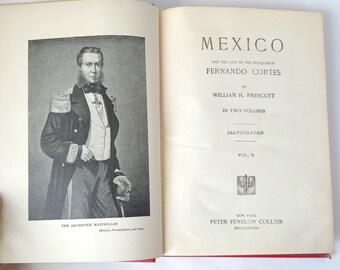 THE ARCHDUKE MAXIMILIAN
MEXICO
AND THE LIFE OF THE CONQUEROR
FERNANDO CORTES
BY
WILLIAM H. PRESCOTT
IN TWO VOLUMES
ILLUSTRATED
VOL. II
NEW YORK
PETER FENELON COLLIER